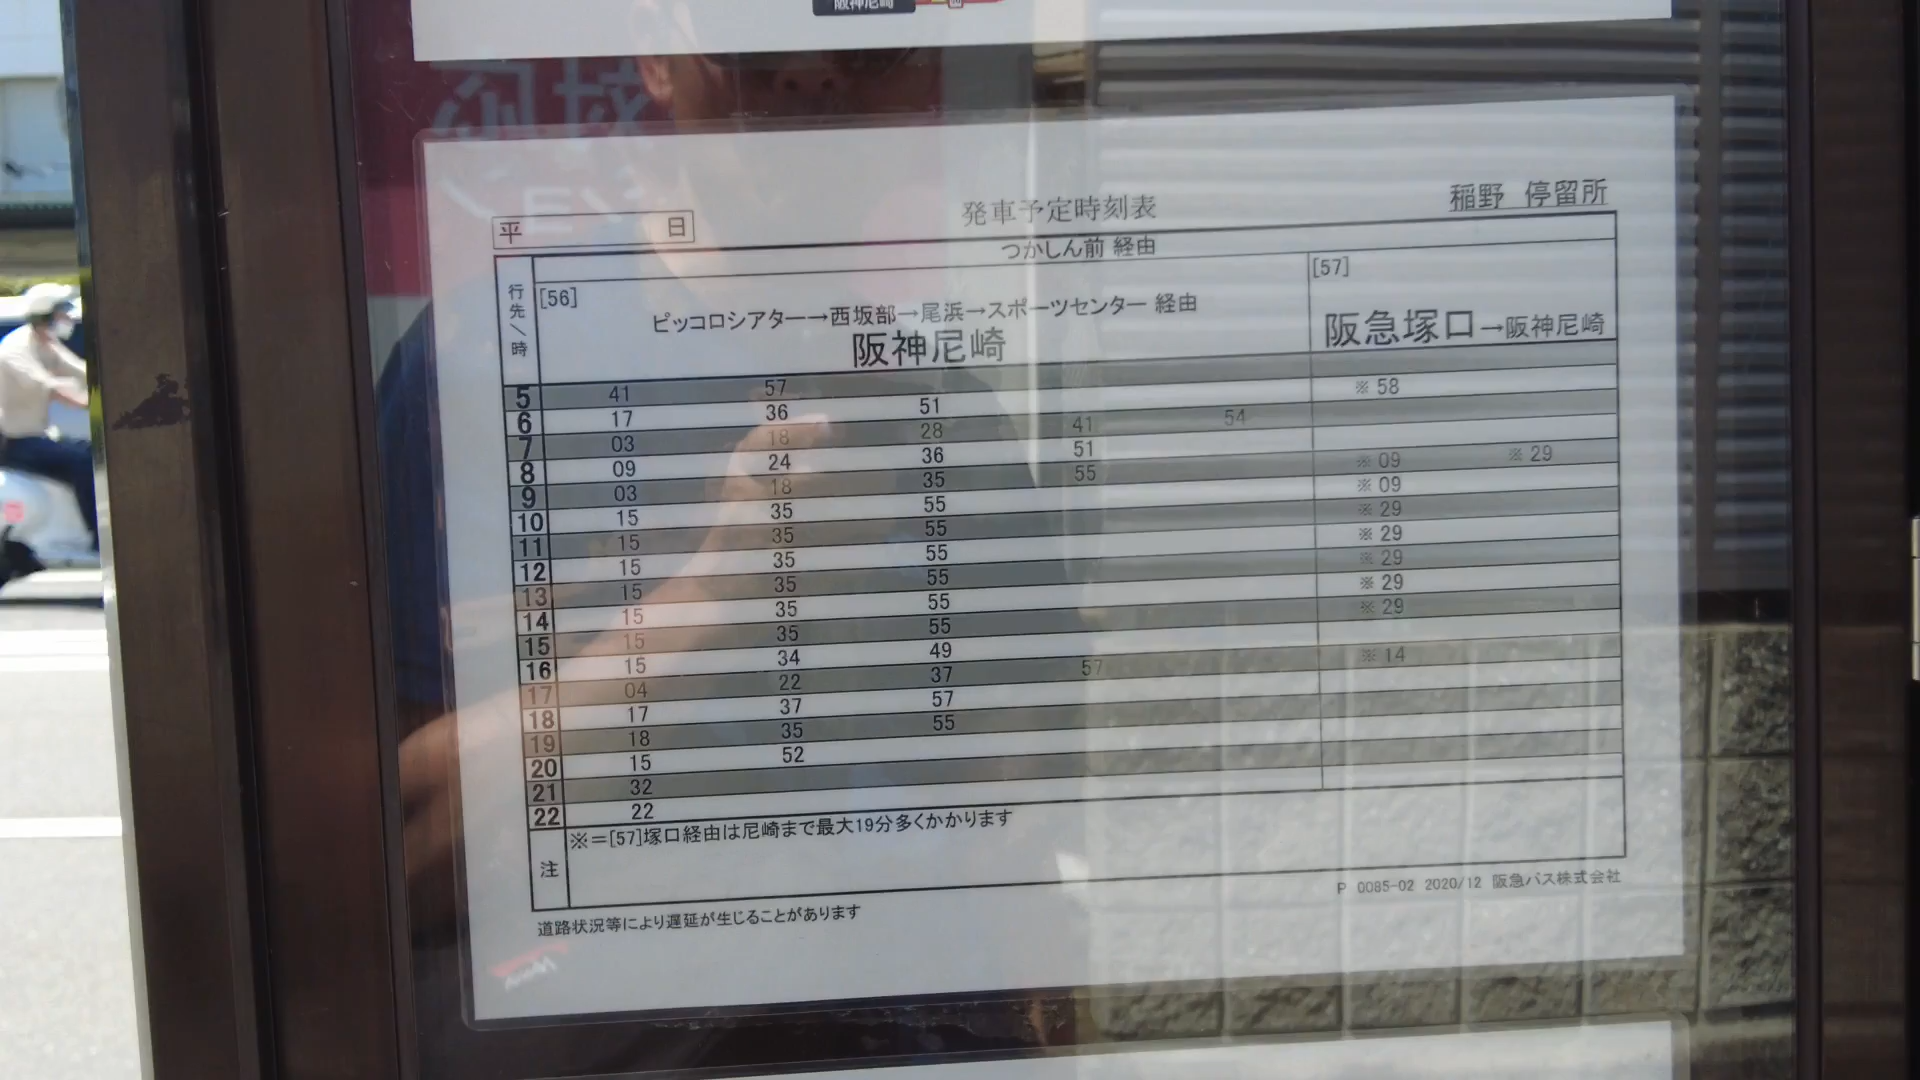 阪神尼崎
発車予定時刻表
稲野 停留所
平 日
つかしん前 経由
行先/時
[56]
ピッコロシアター→西坂部→尾浜→スポーツセンター 経由
阪神尼崎
[57]
阪急塚口→阪神尼崎
5 41 57
6 17 36 51 ※58
7 03 18 28 41 54
8 09 24 36 51
9 03 18 35 55 ※09 ※29
10 15 35 55 ※09
11 15 35 55 ※29
12 15 35 55 ※29
13 15 35 55 ※29
14 15 35 55 ※29
15 15 35 55 ※29
16 15 34 49
17 04 22 37 57 ※14
18 17 37 57
19 18 35 55
20 15 52
21 32
22 22
注 ※=[57]塚口経由は尼崎まで最大19分多くかかります
P 0085-02 2020/12 阪急バス株式会社
道路状況等により遅延が生じることがあります